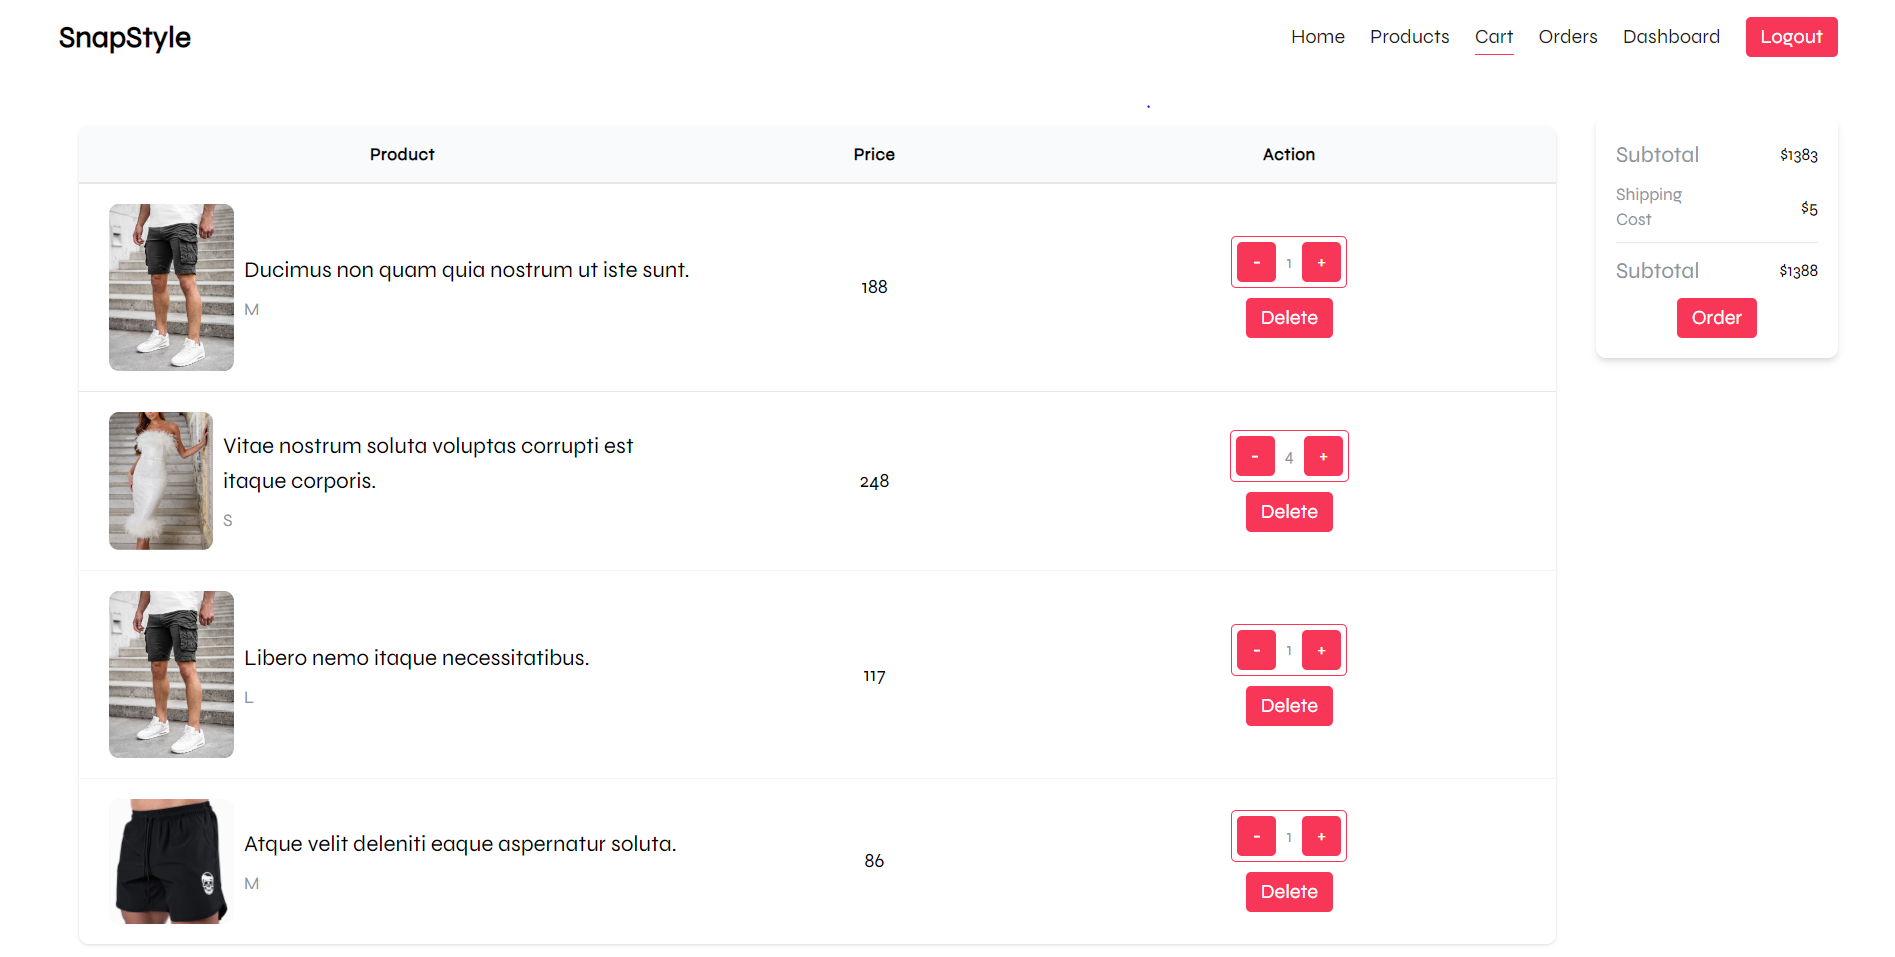 SnapStyle
Home Products Cart Orders Dashboard Logout
Product Price Action
Ducimus non quam quia nostrum ut iste sunt.
M
188
- 1 +
Delete
Vitae nostrum soluta voluptas corrupti est
itaque corporis.
S
248
- 4 +
Delete
Libero nemo itaque necessitatibus.
L
117
- 1 +
Delete
Atque velit deleniti eaque aspernatur soluta.
M
86
- 1 +
Delete
Subtotal $1383
Shipping
Cost
$5
Subtotal $1388
Order